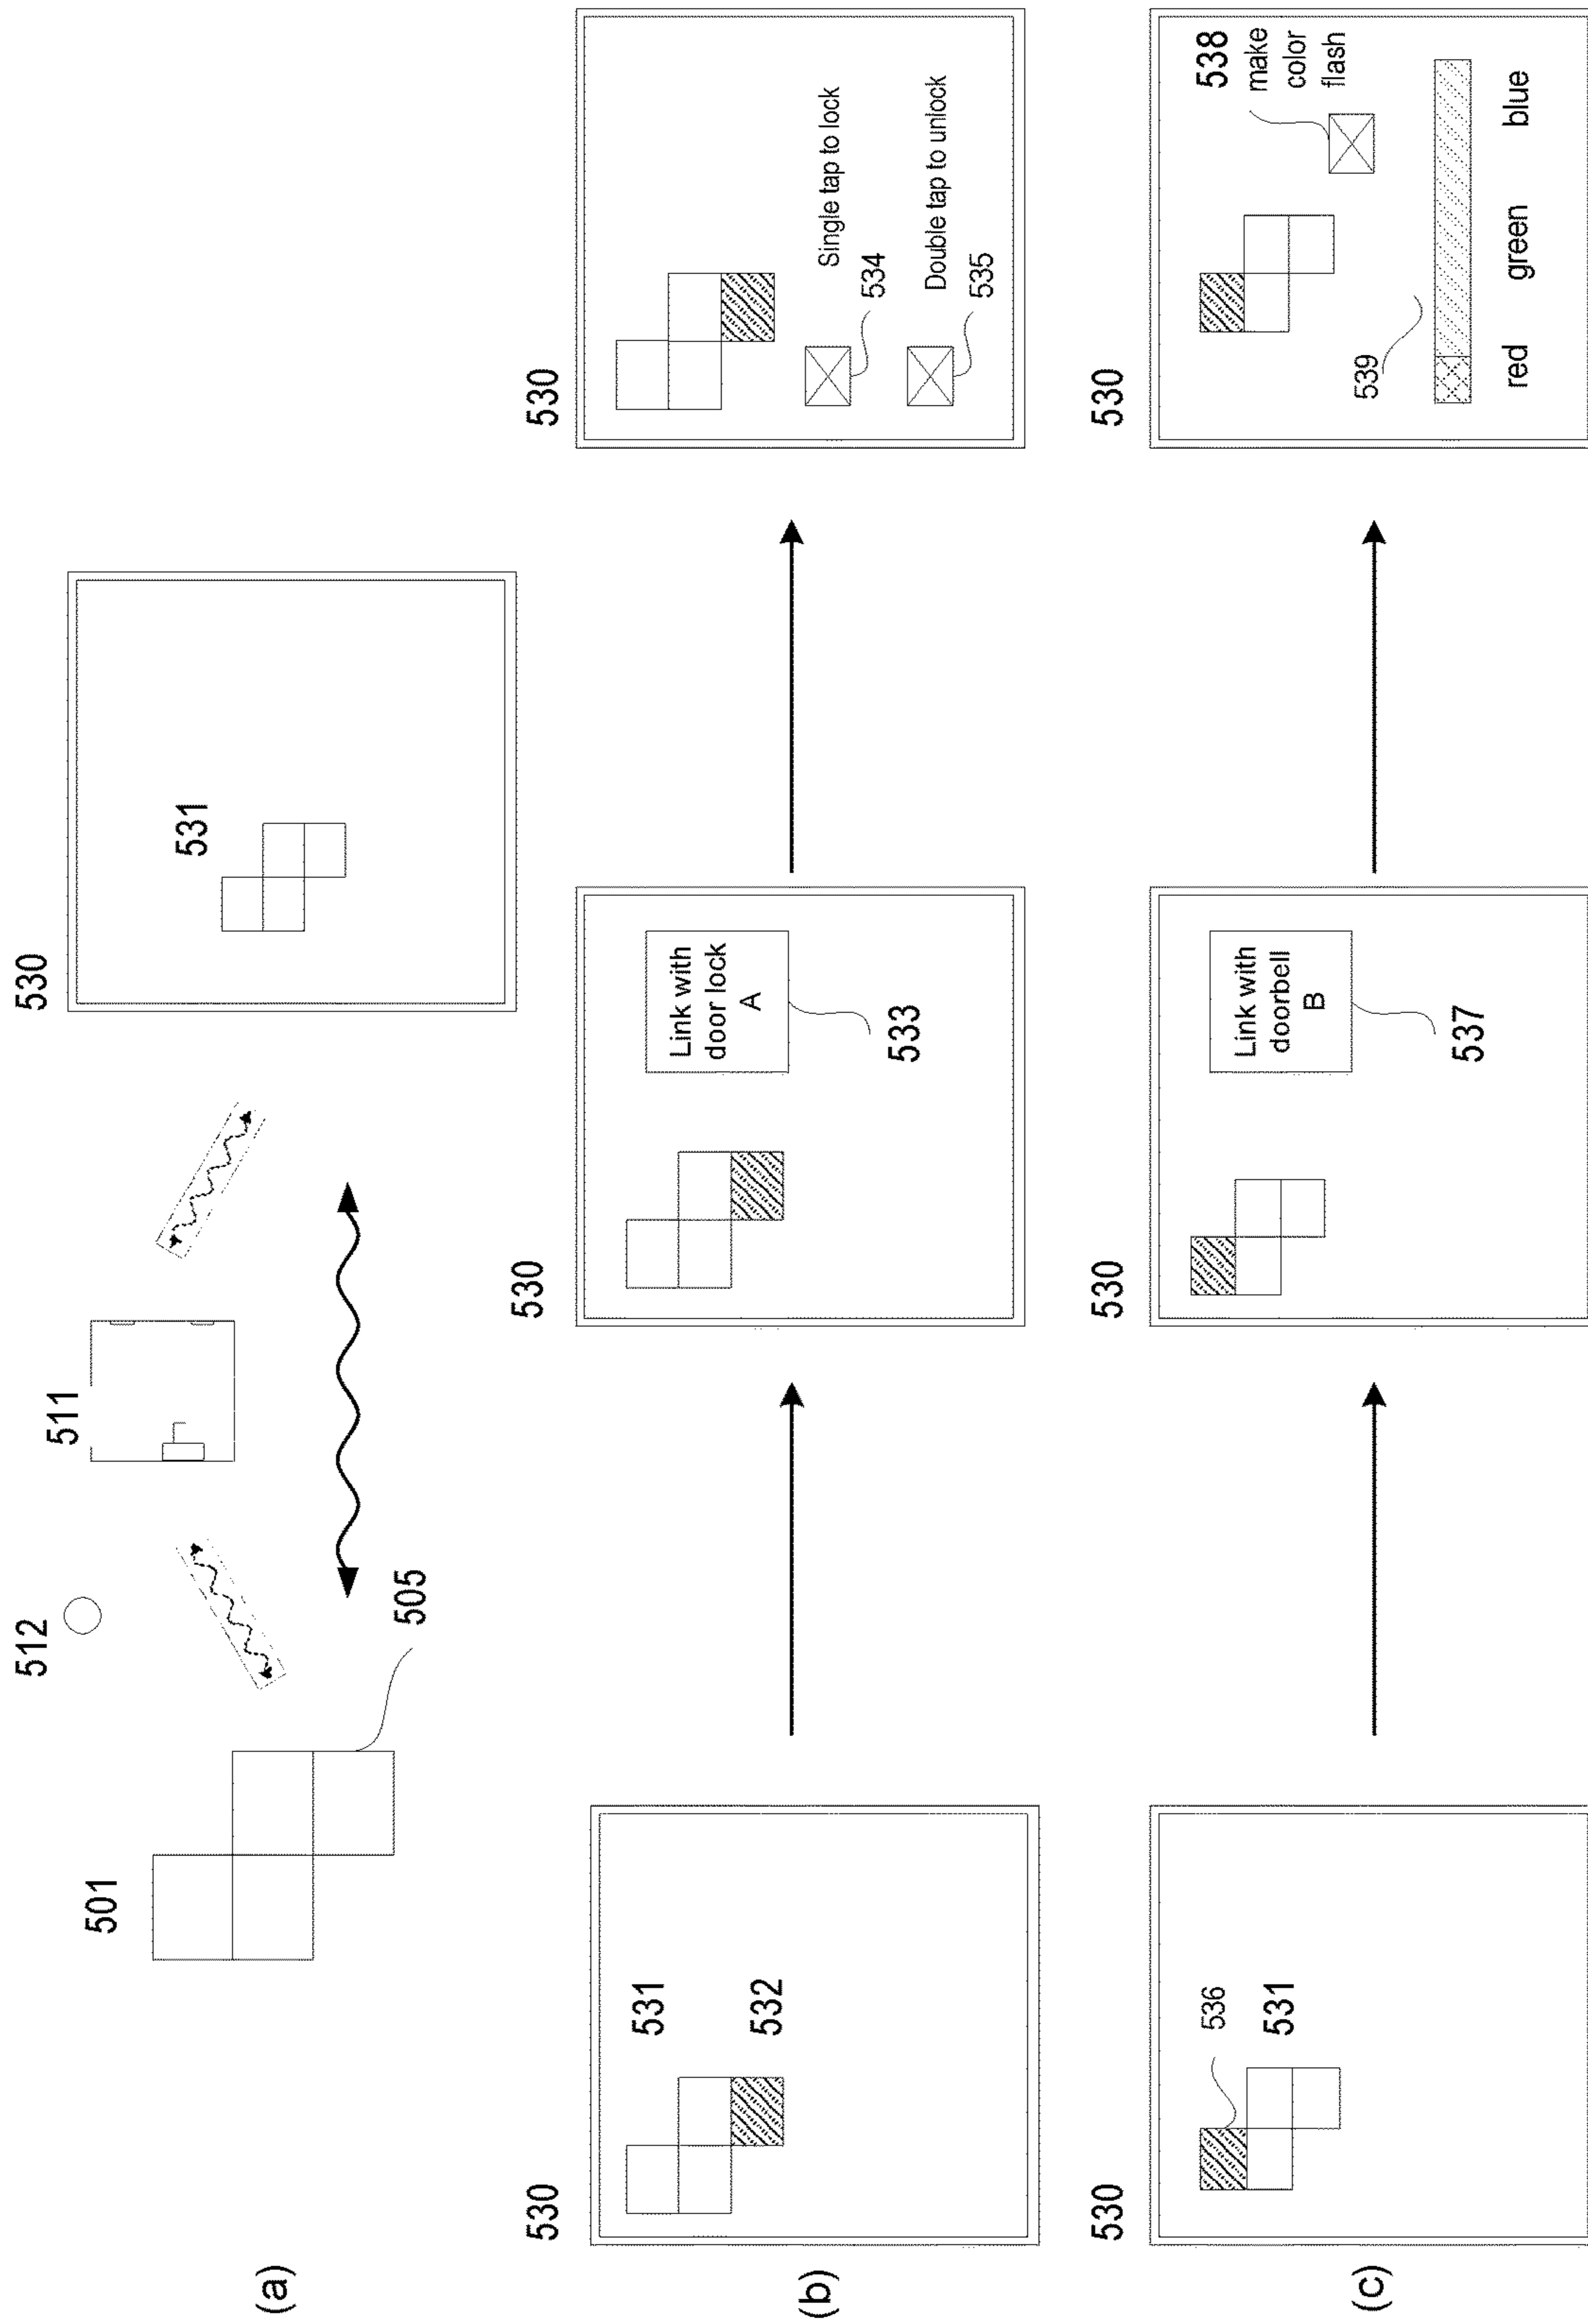 (a)
501
505
512
511
530
531
(b)
530
531
532
530
Link with
door lock
A
533
530
Single tap to lock
534
Double tap to unlock
535
(c)
530
536
531
530
Link with
doorbell
B
537
530
538
make
color
flash
539
red green blue